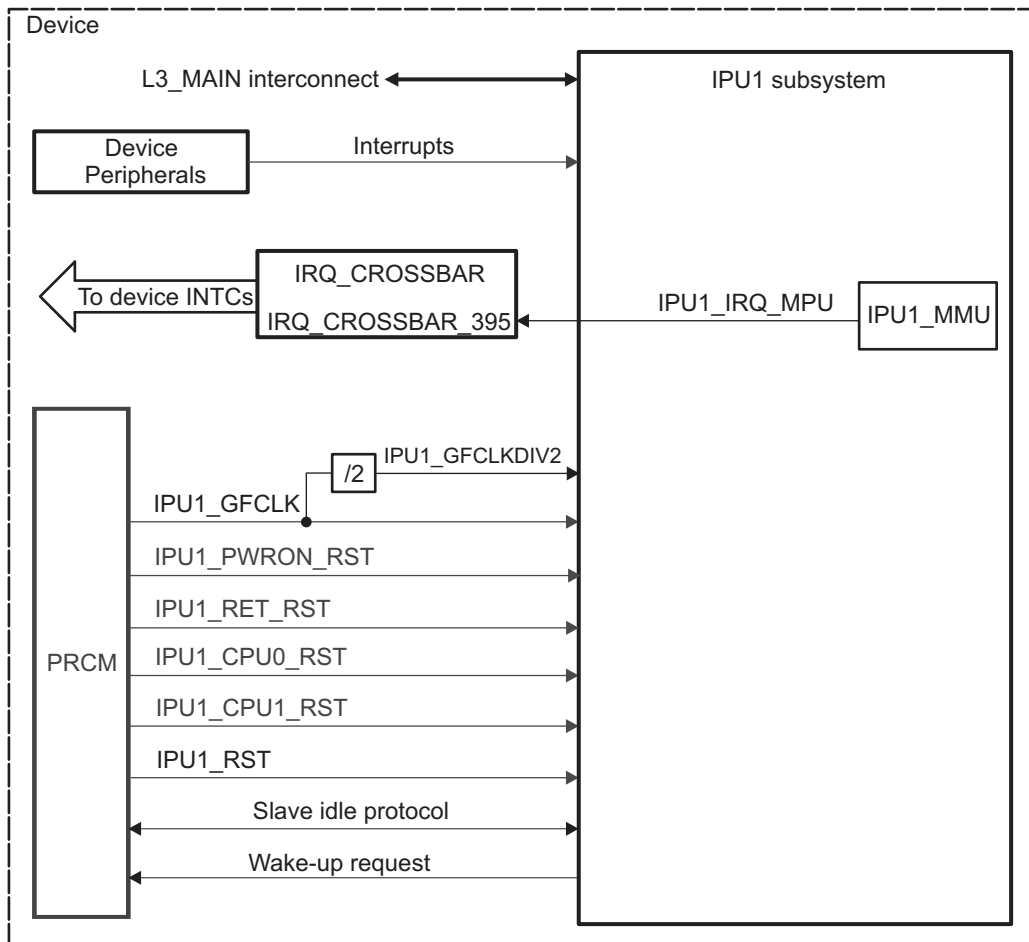 Device
L3_MAIN interconnect
IPU1 subsystem
Device
Peripherals
Interrupts
IRQ_CROSSBAR
To device INTCs
IRQ_CROSSBAR_395
IPU1_IRQ_MPU
IPU1_MMU
IPU1_GFCLKDIV2
/2
IPU1_GFCLK
IPU1_PWRON_RST
IPU1_RET_RST
PRCM
IPU1_CPU0_RST
IPU1_CPU1_RST
IPU1_RST
Slave idle protocol
Wake-up request